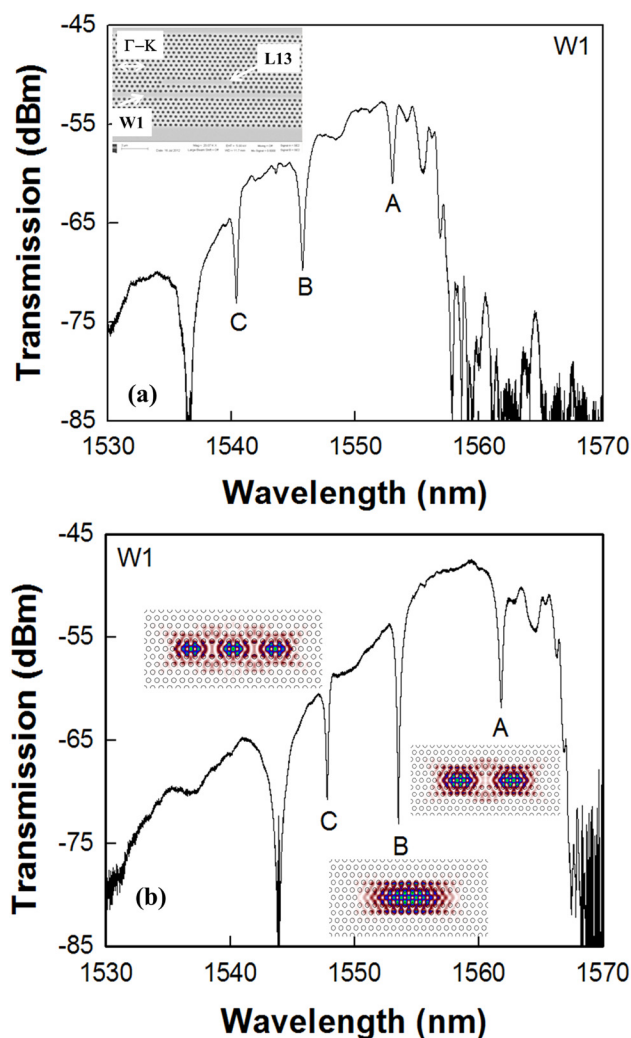 -45
W1
Γ–K
L13
W1
-55
-65
-75
-85
Transmission (dBm)
A
B
C
(a)
1530 1540 1550 1560 1570
Wavelength (nm)
-45
W1
-55
-65
-75
-85
Transmission (dBm)
A
C
B
(b)
1530 1540 1550 1560 1570
Wavelength (nm)